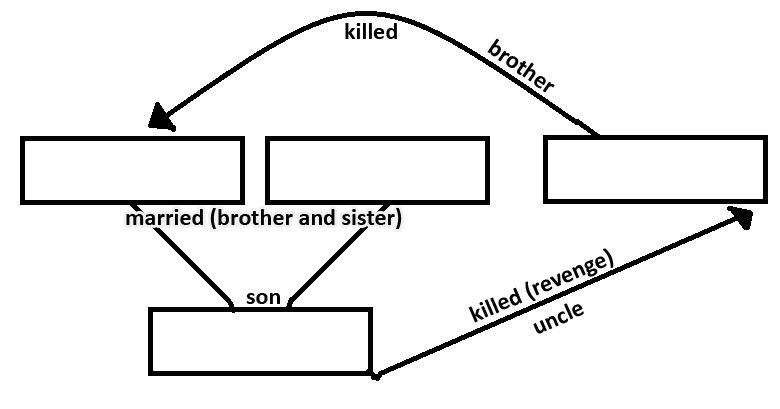 killed
brother
married (brother and sister)
son
killed (revenge)
uncle